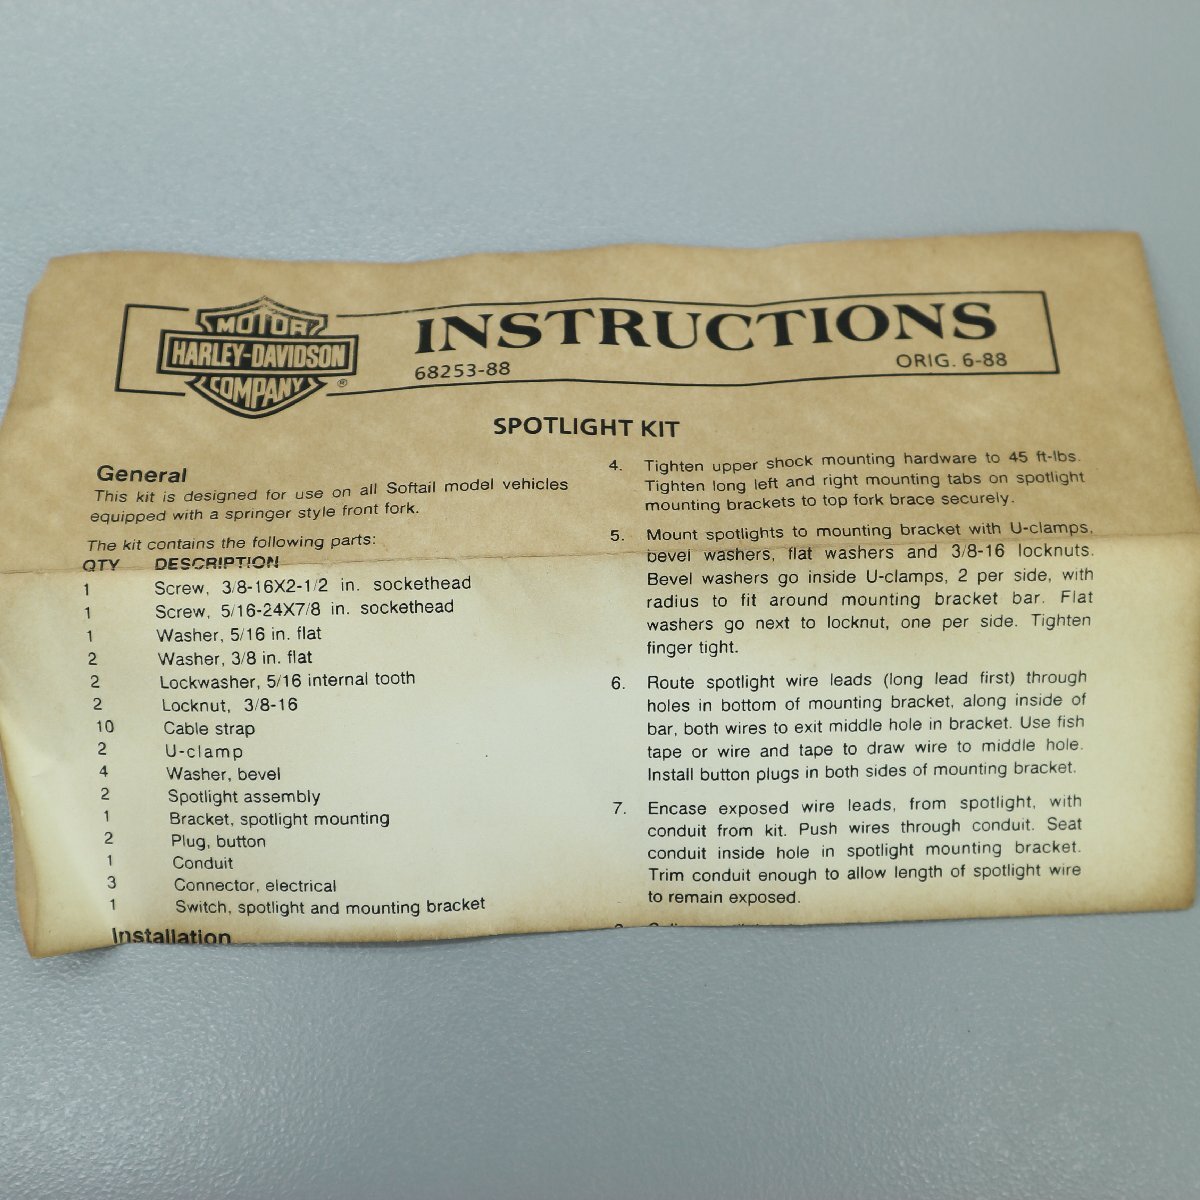 MOTOR
HARLEY-DAVIDSON
COMPANY
®
INSTRUCTIONS
68253-88
ORIG. 6-88
SPOTLIGHT KIT
General
This kit is designed for use on all Softail model vehicles
equipped with a springer style front fork.
The kit contains the following parts:
QTY DESCRIPTION
1 Screw, 3/8-16X2-1/2 in. sockethead
1 Screw, 5/16-24X7/8 in. sockethead
1 Washer, 5/16 in. flat
2 Washer, 3/8 in. flat
2 Lockwasher, 5/16 internal tooth
2 Locknut, 3/8-16
10 Cable strap
2 U-clamp
4 Washer, bevel
2 Spotlight assembly
1 Bracket, spotlight mounting
2 Plug, button
1 Conduit
3 Connector, electrical
1 Switch, spotlight and mounting bracket
Installation
4. Tighten upper shock mounting hardware to 45 ft-lbs.
Tighten long left and right mounting tabs on spotlight
mounting brackets to top fork brace securely.
5. Mount spotlights to mounting bracket with U-clamps,
bevel washers, flat washers and 3/8-16 locknuts.
Bevel washers go inside U-clamps, 2 per side, with
radius to fit around mounting bracket bar. Flat
washers go next to locknut, one per side. Tighten
finger tight.
6. Route spotlight wire leads (long lead first) through
holes in bottom of mounting bracket, along inside of
bar, both wires to exit middle hole in bracket. Use fish
tape or wire and tape to draw wire to middle hole.
Install button plugs in both sides of mounting bracket.
7. Encase exposed wire leads, from spotlight, with
conduit from kit. Push wires through conduit. Seat
conduit inside hole in spotlight mounting bracket.
Trim conduit enough to allow length of spotlight wire
to remain exposed.